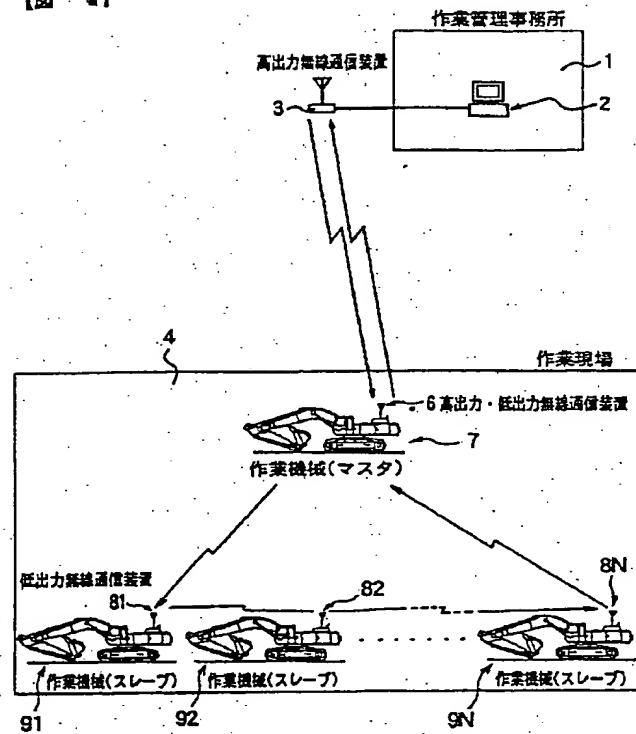 【図
作業管理事務所
高出力無線通信装置
1
3
2
4
作業現場
6 高出力・低出力無線通信装置
7
作業機械(マスタ)
低出力無線通信装置
81
82
8N
作業機械(スレーブ)
作業機械(スレーブ)
作業機械(スレーブ)
91
92
9N